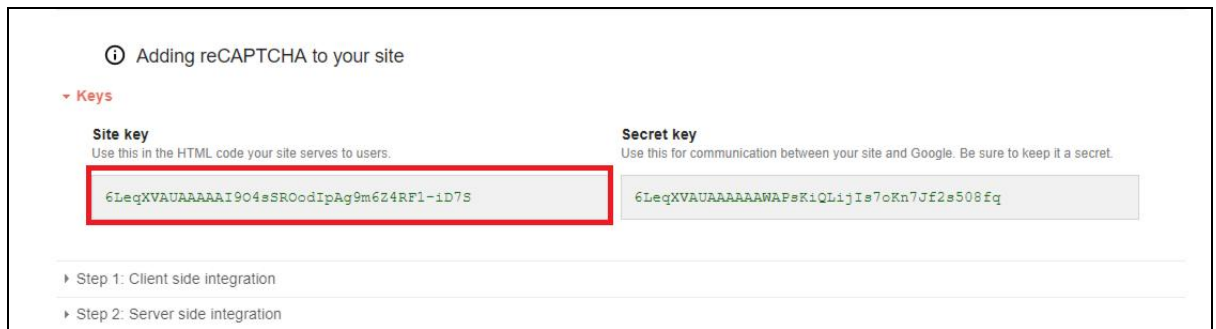 Adding reCAPTCHA to your site
Keys
Site key
Use this in the HTML code your site serves to users.
6LeqXVAUAAAAAI9O4sSROodIpAg9m6Z4RFl-iD7S
Secret key
Use this for communication between your site and Google. Be sure to keep it a secret.
6LeqXVAUAAAAAAWAPsKiQLijIs7oKn7Jf2s508fq
Step 1: Client side integration
Step 2: Server side integration